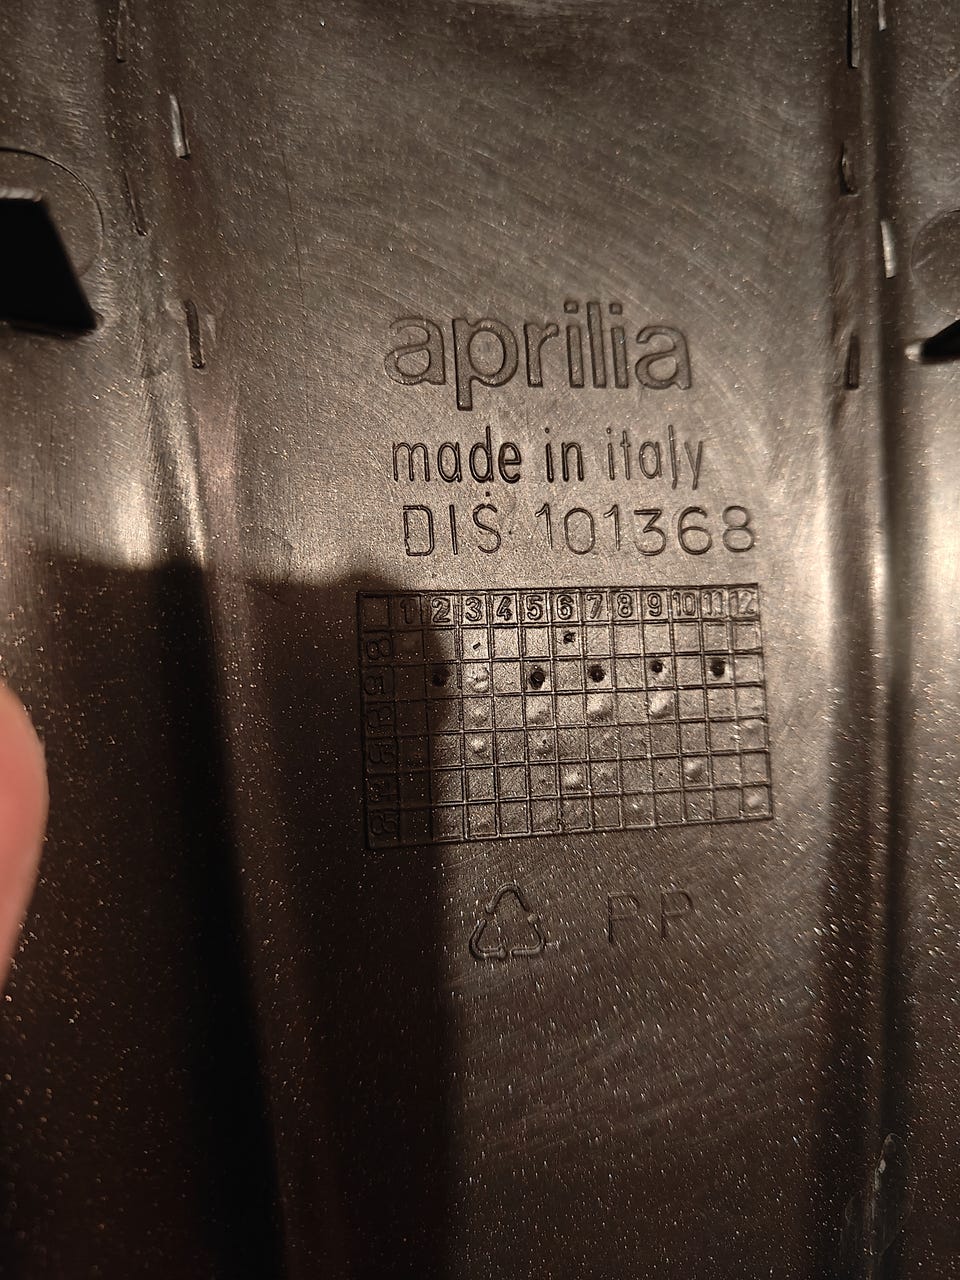 aprilia
made in italy
DIS. 101368
1 2 3 4 5 6 7 8 9 10 11 12
PP